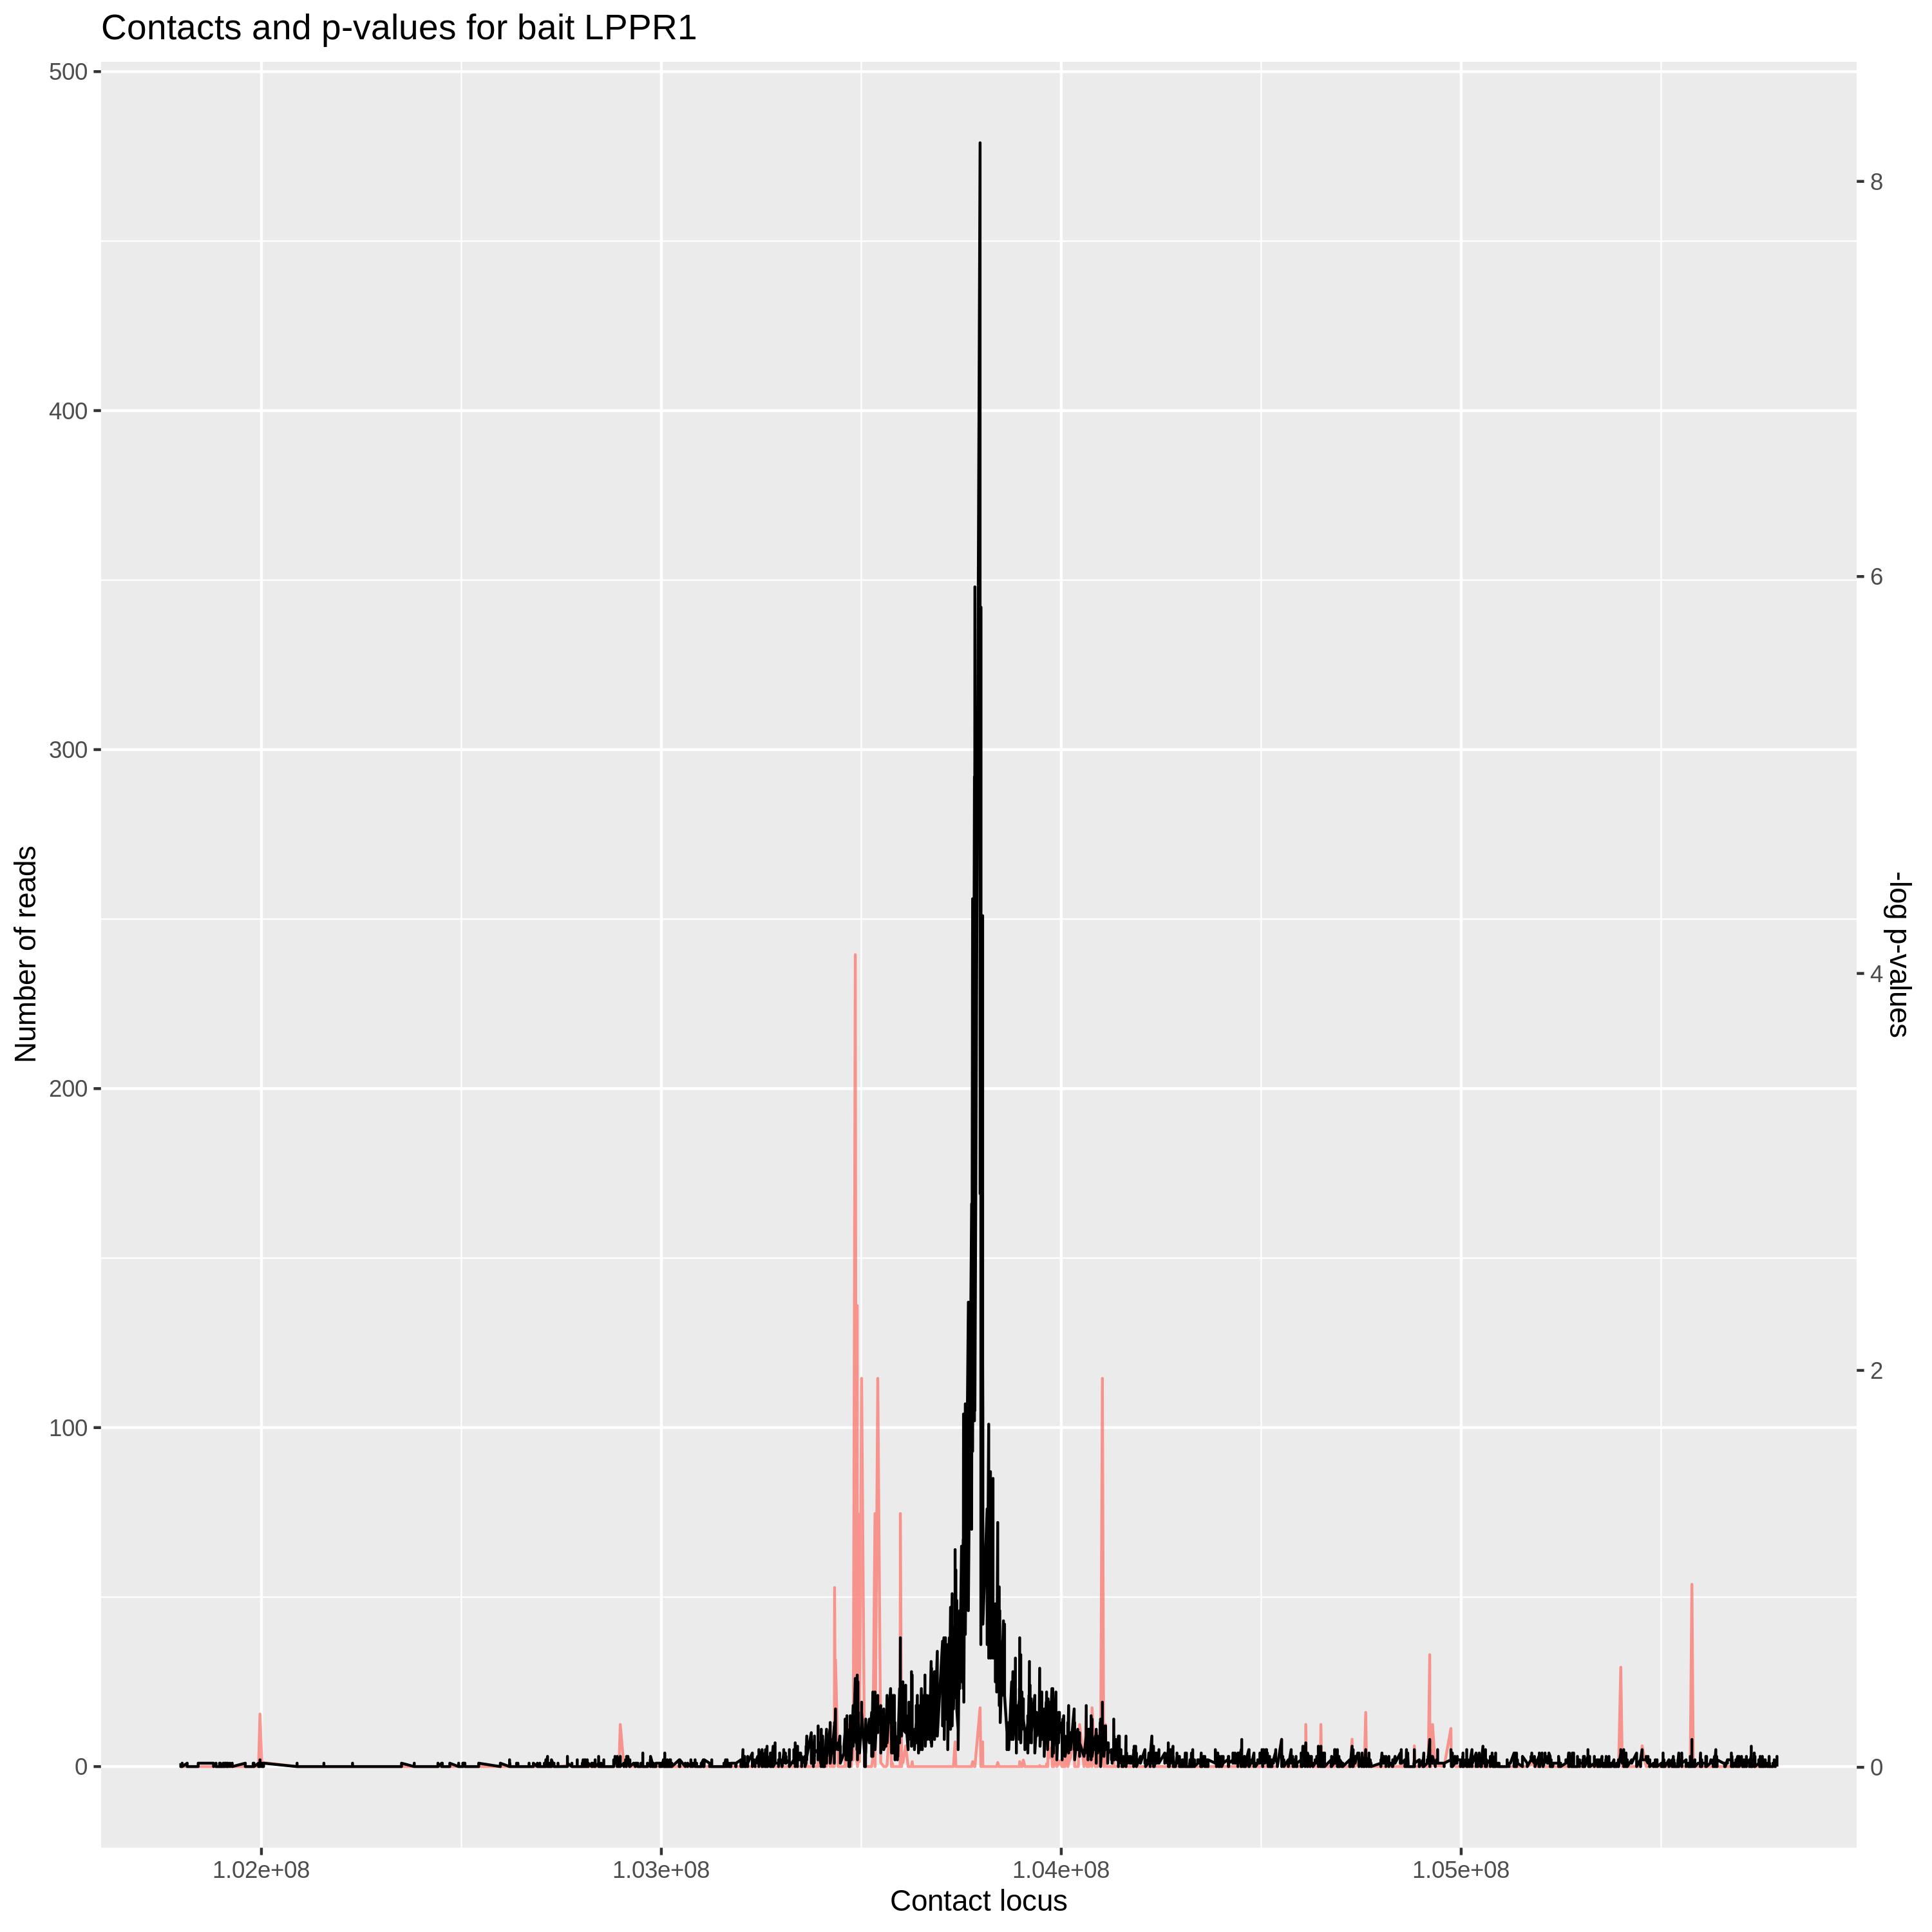 Contacts and p-values for bait LPPR1
500
400
300
200
100
0
Number of reads
8
6
4
2
0
-log p-values
1.02e+08
1.03e+08
1.04e+08
1.05e+08
Contact locus